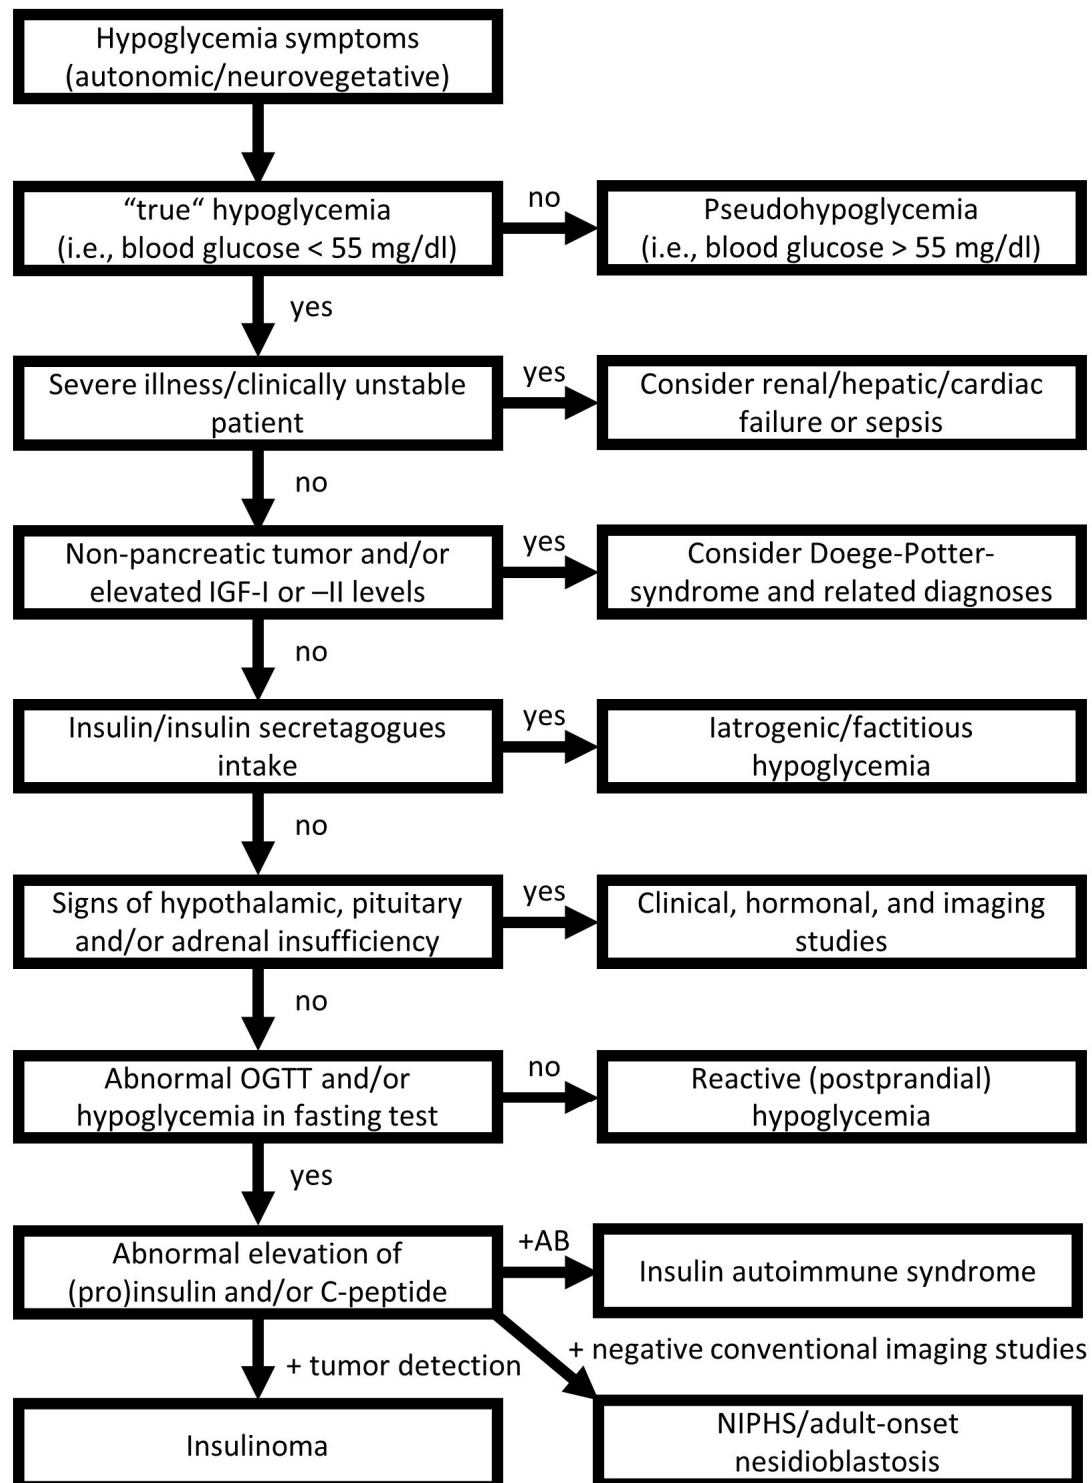 Hypoglycemia symptoms
(autonomic/neurovegetative)
“true“ hypoglycemia
(i.e., blood glucose < 55 mg/dl)
no
Pseudohypoglycemia
(i.e., blood glucose > 55 mg/dl)
yes
Severe illness/clinically unstable
patient
yes
Consider renal/hepatic/cardiac
failure or sepsis
no
Non-pancreatic tumor and/or
elevated IGF-I or –II levels
yes
Consider Doege-Potter-
syndrome and related diagnoses
no
Insulin/insulin secretagogues
intake
yes
Iatrogenic/factitious
hypoglycemia
no
Signs of hypothalamic, pituitary
and/or adrenal insufficiency
yes
Clinical, hormonal, and imaging
studies
no
Abnormal OGTT and/or
hypoglycemia in fasting test
no
Reactive (postprandial)
hypoglycemia
yes
Abnormal elevation of
(pro)insulin and/or C-peptide
+AB
Insulin autoimmune syndrome
+ tumor detection
+ negative conventional imaging studies
Insulinoma
NIPHS/adult-onset
nesidioblastosis